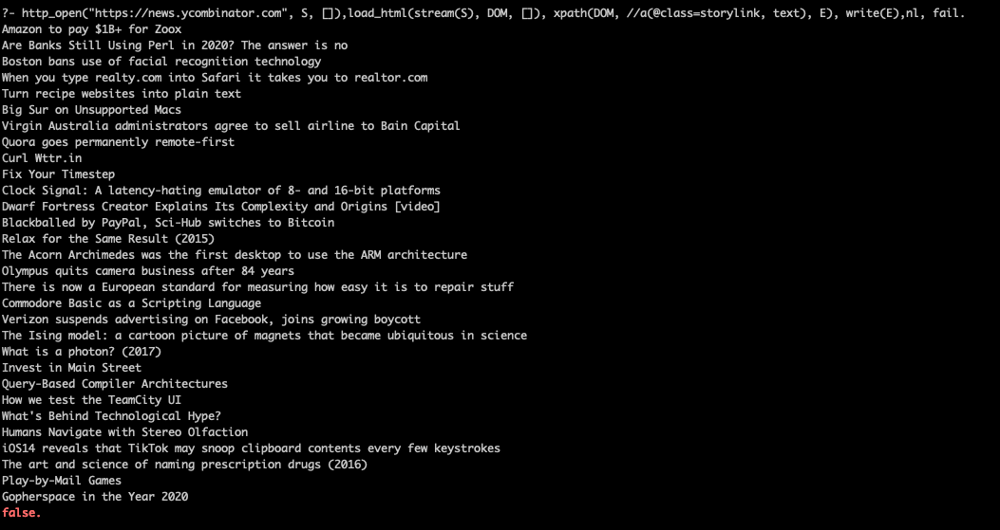 ?- http_open("https://news.ycombinator.com", S, []),load_html(stream(S), DOM, []), xpath(DOM, //a(@class=storylink, text), E), write(E),nl, fail.
Amazon to pay $1B+ for Zoox
Are Banks Still Using Perl in 2020? The answer is no
Boston bans use of facial recognition technology
When you type realty.com into Safari it takes you to realtor.com
Turn recipe websites into plain text
Big Sur on Unsupported Macs
Virgin Australia administrators agree to sell airline to Bain Capital
Quora goes permanently remote-first
Curl Wttr.in
Fix Your Timestep
Clock Signal: A latency-hating emulator of 8- and 16-bit platforms
Dwarf Fortress Creator Explains Its Complexity and Origins [video]
Blackballed by PayPal, Sci-Hub switches to Bitcoin
Relax for the Same Result (2015)
The Acorn Archimedes was the first desktop to use the ARM architecture
Olympus quits camera business after 84 years
There is now a European standard for measuring how easy it is to repair stuff
Commodore Basic as a Scripting Language
Verizon suspends advertising on Facebook, joins growing boycott
The Ising model: a cartoon picture of magnets that became ubiquitous in science
What is a photon? (2017)
Invest in Main Street
Query-Based Compiler Architectures
How we test the TeamCity UI
What's Behind Technological Hype?
Humans Navigate with Stereo Olfaction
iOS14 reveals that TikTok may snoop clipboard contents every few keystrokes
The art and science of naming prescription drugs (2016)
Play-by-Mail Games
Gopherspace in the Year 2020
false.